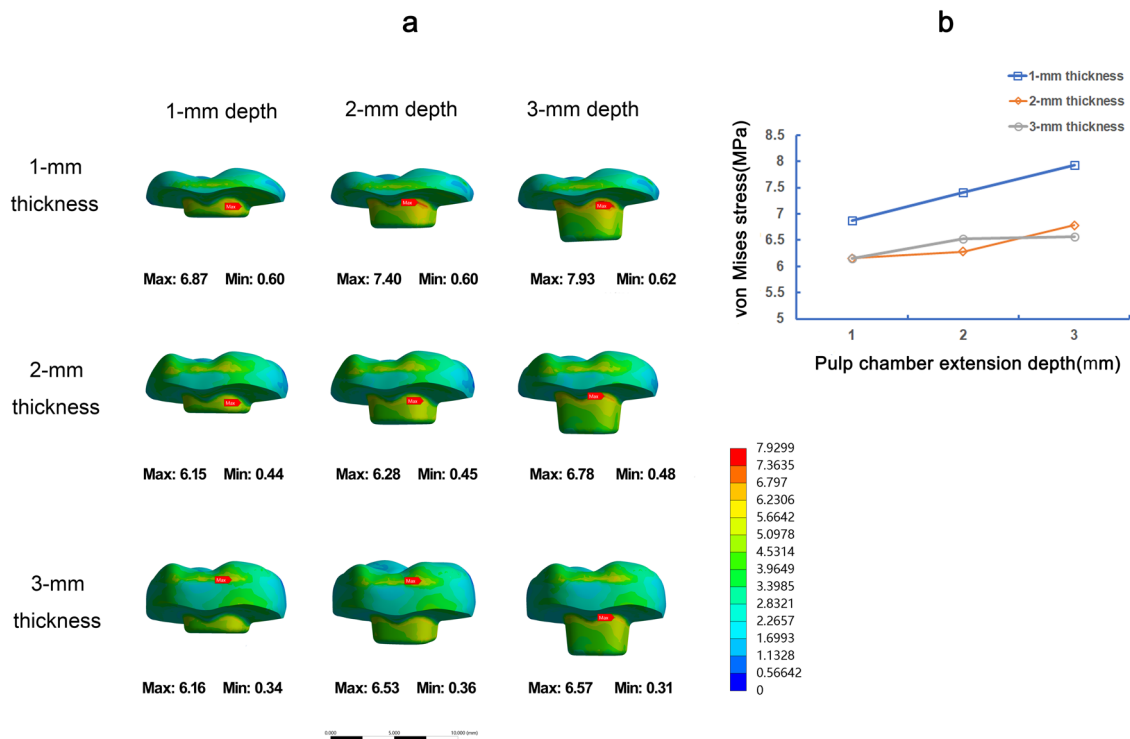 a
1-mm depth 2-mm depth 3-mm depth
1-mm
thickness
Max Max Max
Max: 6.87 Min: 0.60 Max: 7.40 Min: 0.60 Max: 7.93 Min: 0.62
2-mm
thickness
Max Max Max
Max: 6.15 Min: 0.44 Max: 6.28 Min: 0.45 Max: 6.78 Min: 0.48
3-mm
thickness
Max Max Max
Max: 6.16 Min: 0.34 Max: 6.53 Min: 0.36 Max: 6.57 Min: 0.31
0.000 5.000 10.000 (mm)
b
1-mm thickness
2-mm thickness
3-mm thickness
von Mises stress(MPa)
8.5
8
7.5
7
6.5
6
5.5
5
1 2 3
Pulp chamber extension depth(mm)
7.9299
7.3635
6.797
6.2306
5.6642
5.0978
4.5314
3.9649
3.3985
2.8321
2.2657
1.6993
1.1328
0.56642
0